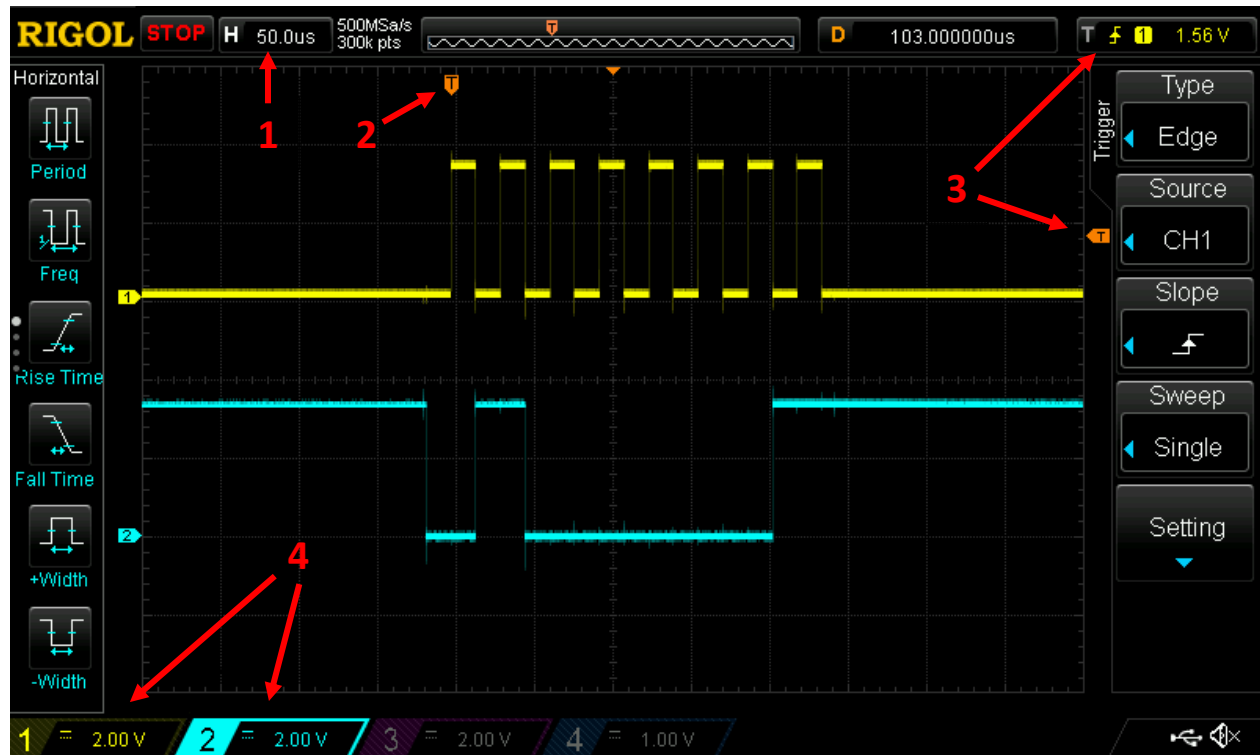 RIGOL STOP H 50.0us 500MSa/s 300k pts T D 103.000000us T 1 1.56 V
Horizontal
Period
Freq
Rise Time
Fall Time
+Width
-Width
T
1
2
3
4
T
1
2
Trigger
Type
Edge
Source
CH1
Slope
Sweep
Single
Setting
1 2.00 V 2 2.00 V 3 2.00 V 4 1.00 V